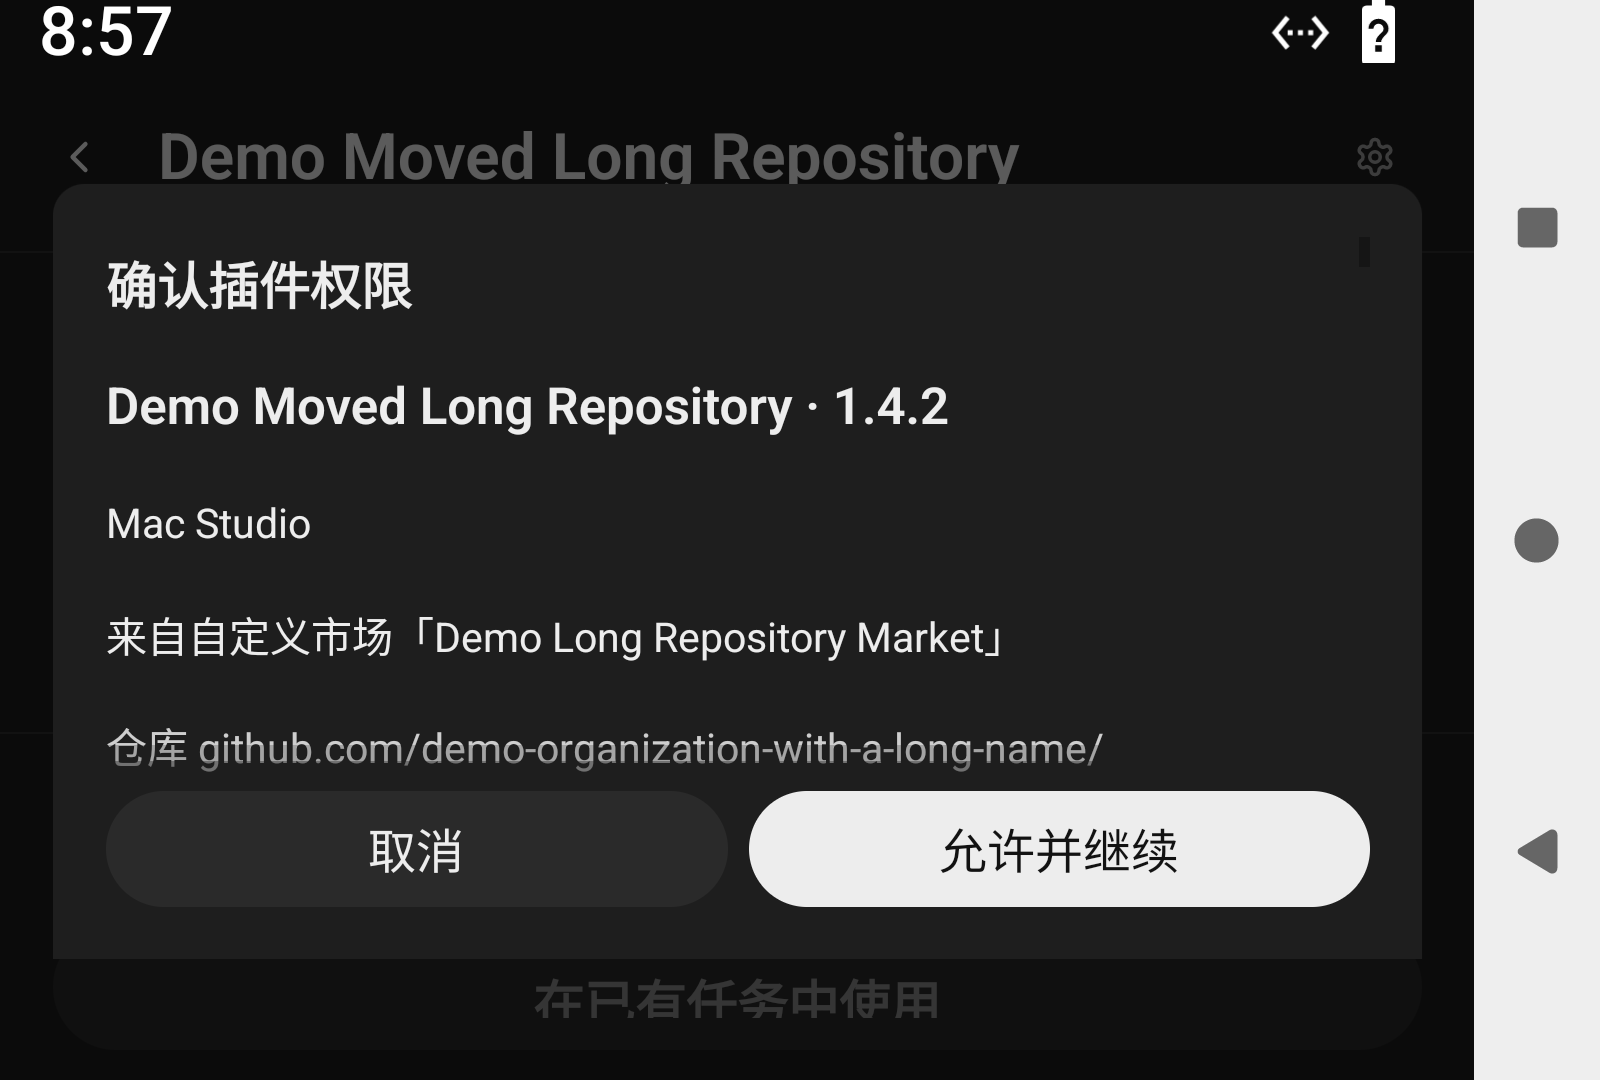 8:57
Demo Moved Long Repository
确认插件权限
Demo Moved Long Repository · 1.4.2
Mac Studio
来自自定义市场「Demo Long Repository Market」
仓库 github.com/demo-organization-with-a-long-name/
取消
允许并继续
在已有任务中使用